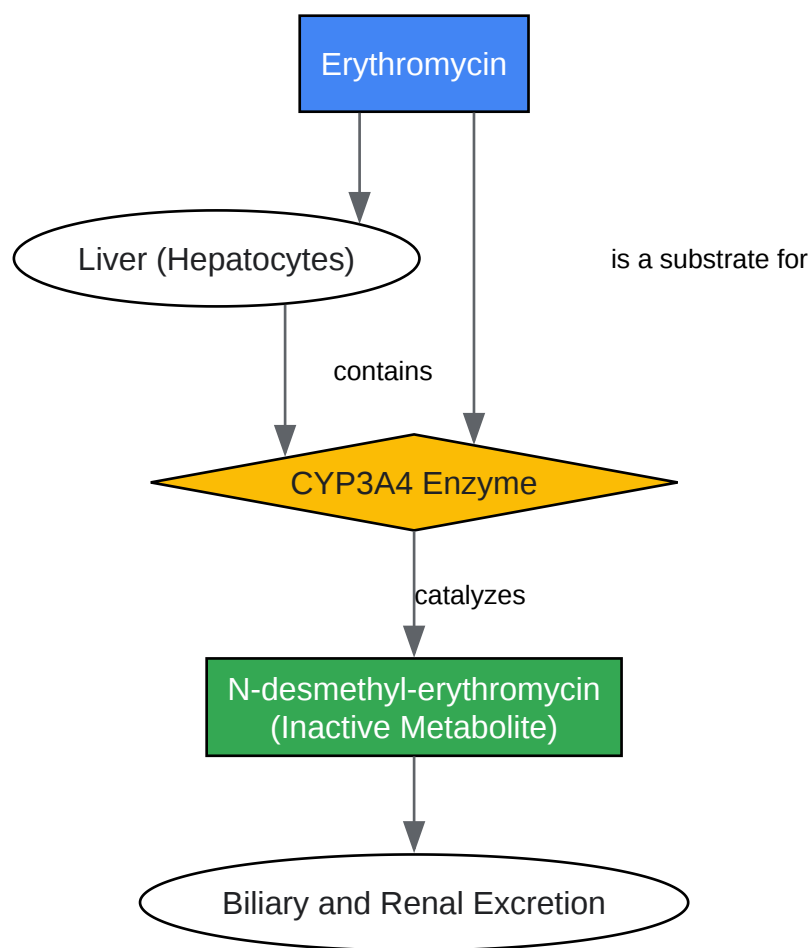 Erythromycin
Liver (Hepatocytes)
is a substrate for
contains
CYP3A4 Enzyme
catalyzes
N-desmethyl-erythromycin
(Inactive Metabolite)
Biliary and Renal Excretion